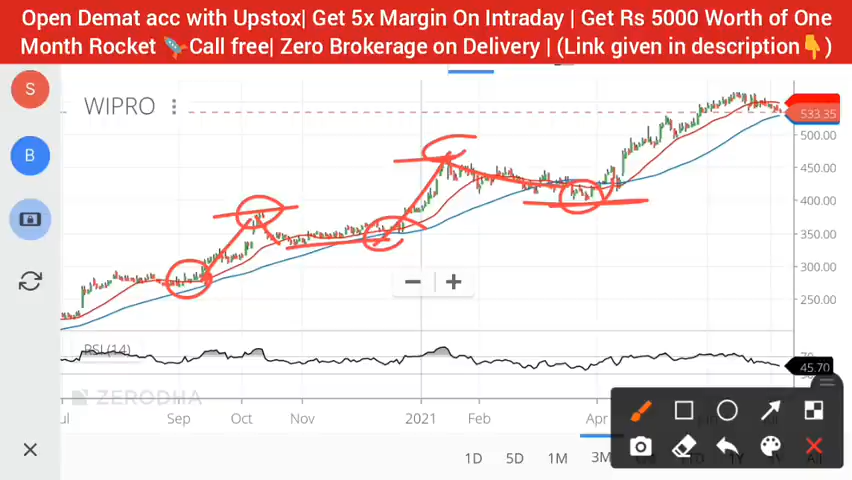 Open Demat acc with Upstox| Get 5x Margin On Intraday | Get Rs 5000 Worth of One
Month Rocket 🚀Call free| Zero Brokerage on Delivery | (Link given in description👇)
S
WIPRO
B
533.35
500.00
450.00
400.00
350.00
300.00
250.00
RSI(14)
45.70
ZERODHA
Sep
Oct
Nov
2021
Feb
Apr
1D
5D
1M
3M